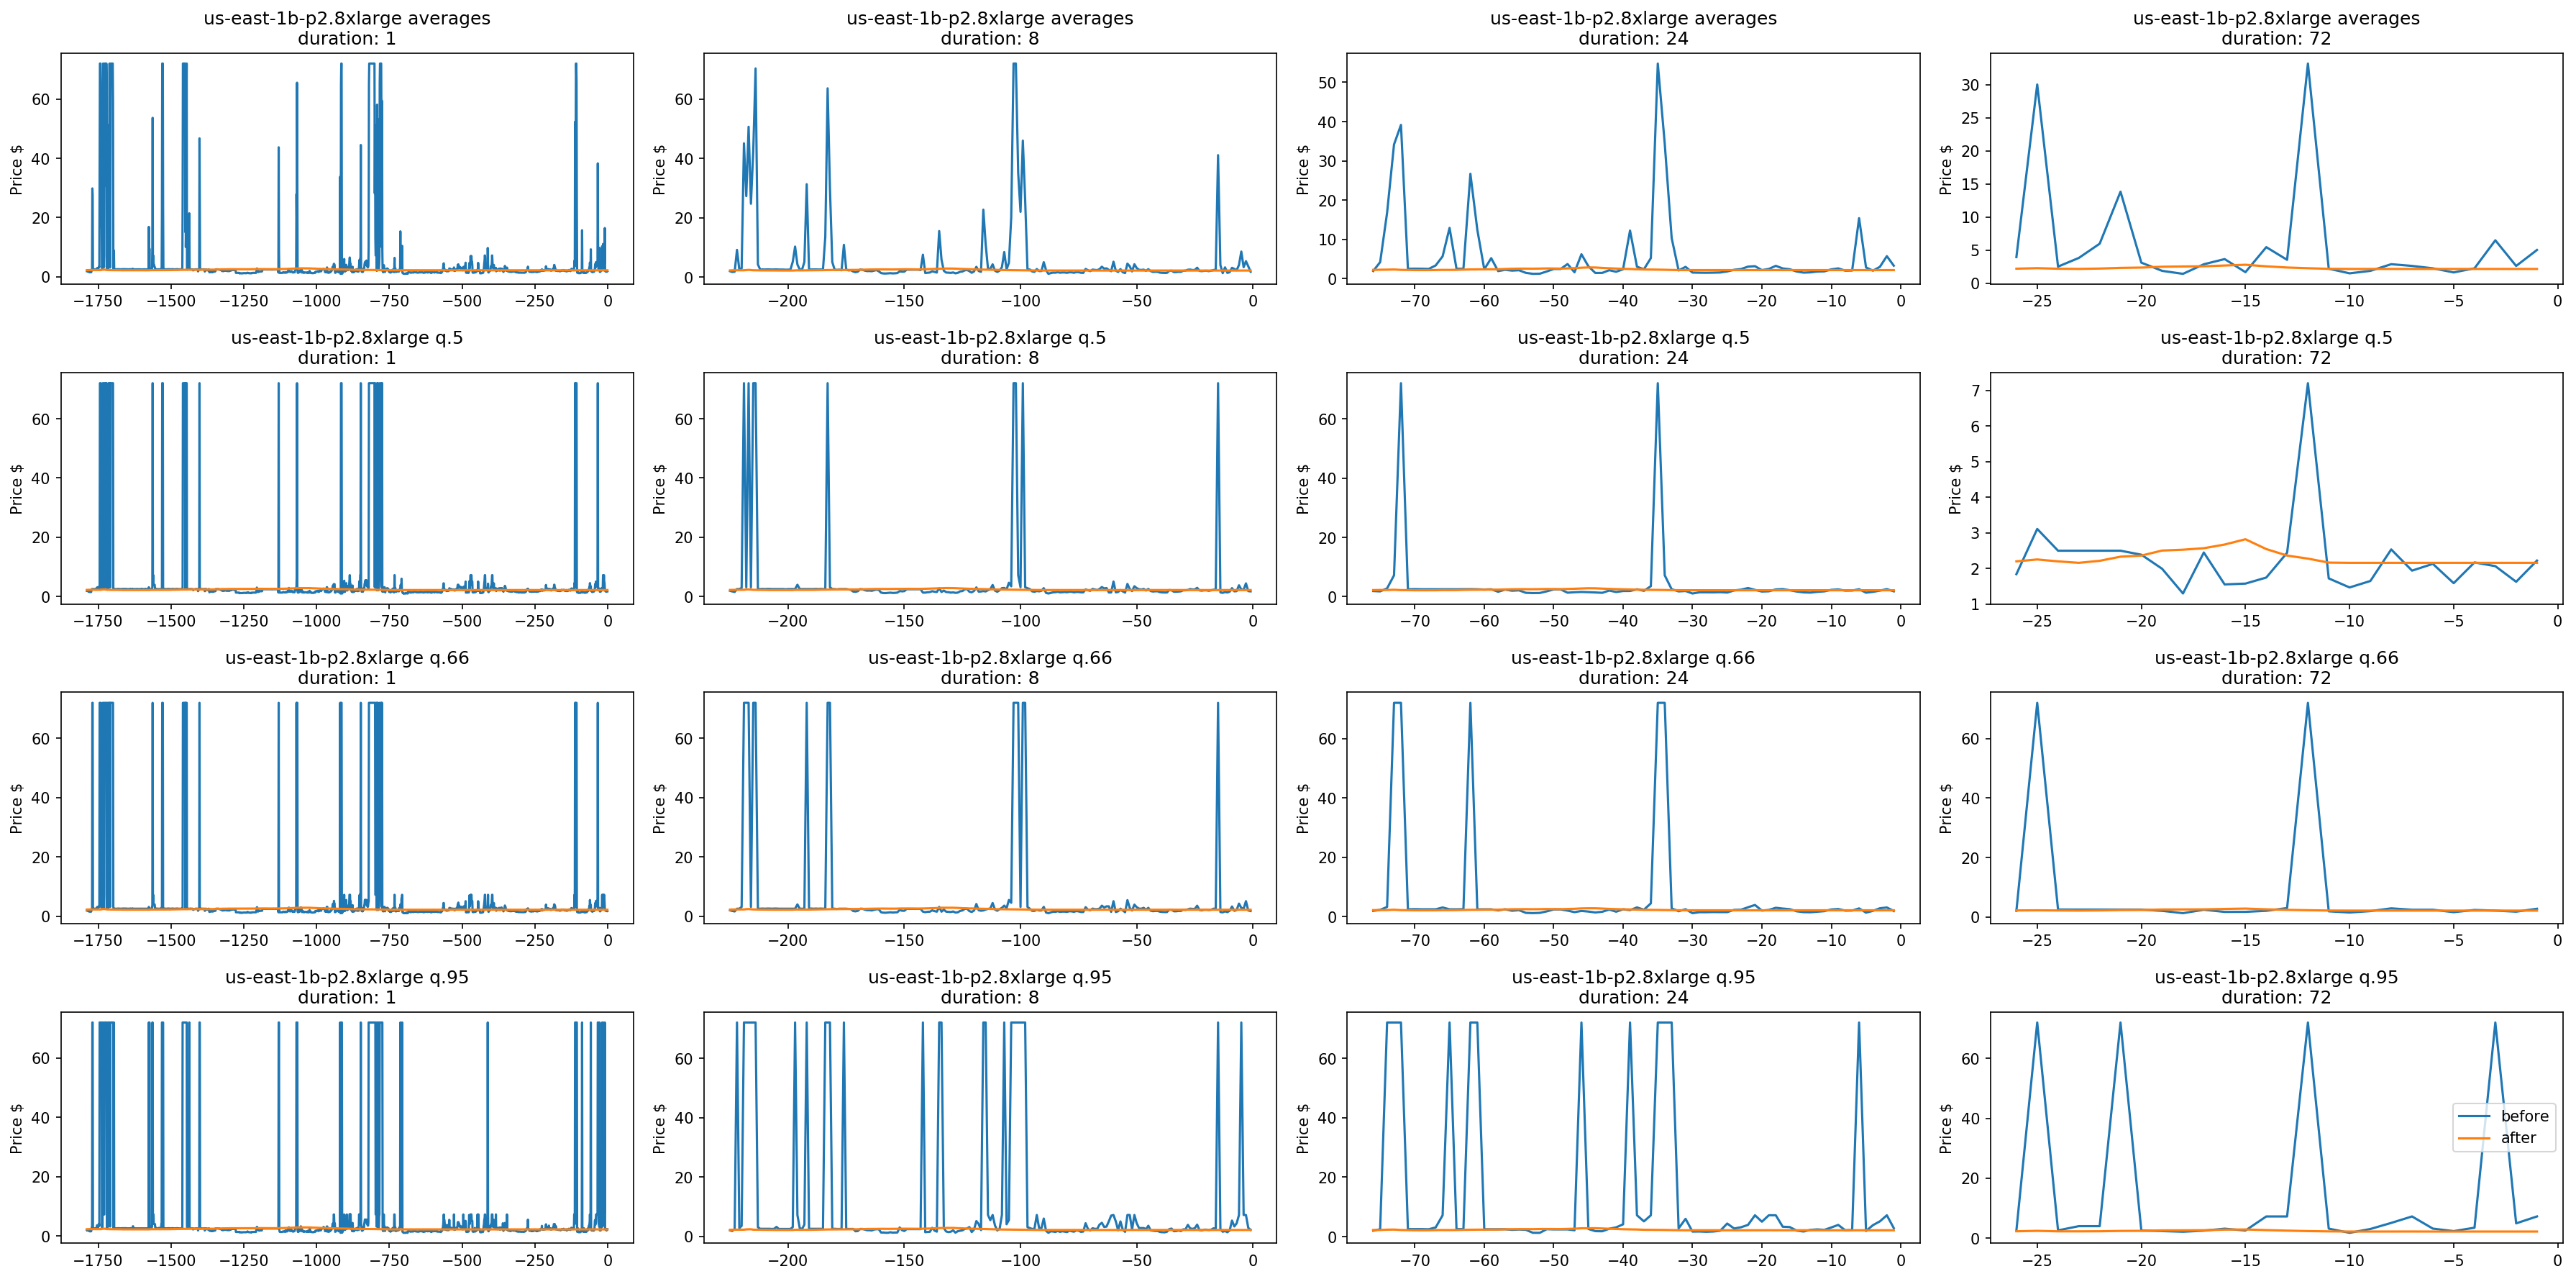 us-east-1b-p2.8xlarge averages
duration: 1
Price $
60
40
20
0
−1750 −1500 −1250 −1000 −750 −500 −250 0
us-east-1b-p2.8xlarge averages
duration: 8
Price $
60
40
20
0
−200 −150 −100 −50 0
us-east-1b-p2.8xlarge averages
duration: 24
Price $
50
40
30
20
10
0
−70 −60 −50 −40 −30 −20 −10 0
us-east-1b-p2.8xlarge averages
duration: 72
Price $
30
25
20
15
10
5
0
−25 −20 −15 −10 −5 0
us-east-1b-p2.8xlarge q.5
duration: 1
Price $
60
40
20
0
−1750 −1500 −1250 −1000 −750 −500 −250 0
us-east-1b-p2.8xlarge q.5
duration: 8
Price $
60
40
20
0
−200 −150 −100 −50 0
us-east-1b-p2.8xlarge q.5
duration: 24
Price $
60
40
20
0
−70 −60 −50 −40 −30 −20 −10 0
us-east-1b-p2.8xlarge q.5
duration: 72
Price $
7
6
5
4
3
2
1
−25 −20 −15 −10 −5 0
us-east-1b-p2.8xlarge q.66
duration: 1
Price $
60
40
20
0
−1750 −1500 −1250 −1000 −750 −500 −250 0
us-east-1b-p2.8xlarge q.66
duration: 8
Price $
60
40
20
0
−200 −150 −100 −50 0
us-east-1b-p2.8xlarge q.66
duration: 24
Price $
60
40
20
0
−70 −60 −50 −40 −30 −20 −10 0
us-east-1b-p2.8xlarge q.66
duration: 72
Price $
60
40
20
0
−25 −20 −15 −10 −5 0
us-east-1b-p2.8xlarge q.95
duration: 1
Price $
60
40
20
0
−1750 −1500 −1250 −1000 −750 −500 −250 0
us-east-1b-p2.8xlarge q.95
duration: 8
Price $
60
40
20
0
−200 −150 −100 −50 0
us-east-1b-p2.8xlarge q.95
duration: 24
Price $
60
40
20
0
−70 −60 −50 −40 −30 −20 −10 0
us-east-1b-p2.8xlarge q.95
duration: 72
Price $
60
40
20
0
−25 −20 −15 −10 −5 0
before
after